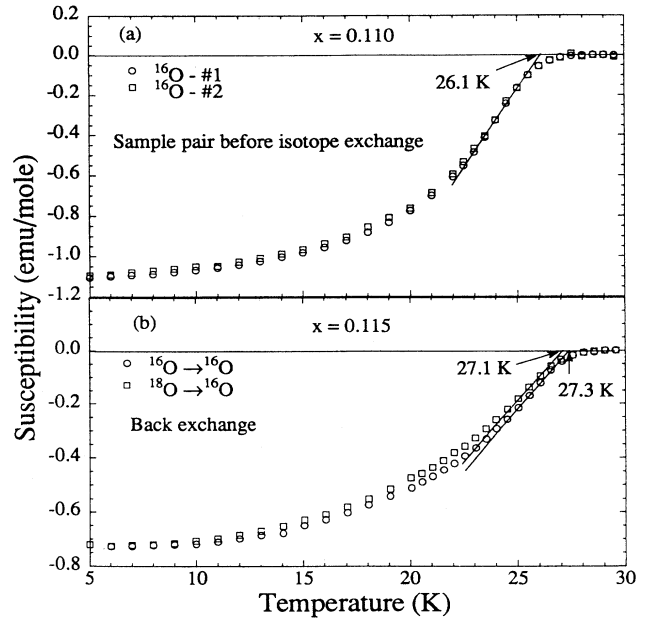 (a)
x = 0.110
0.0
-0.2
-0.4
-0.6
-0.8
-1.0
-1.2
¹⁶O - #1
¹⁶O - #2
26.1 K
Sample pair before isotope exchange
Susceptibility (emu/mole)
(b)
x = 0.115
0.0
-0.2
-0.4
-0.6
-0.8
¹⁶O → ¹⁶O
¹⁸O → ¹⁶O
27.1 K
27.3 K
Back exchange
5 10 15 20 25 30
Temperature (K)